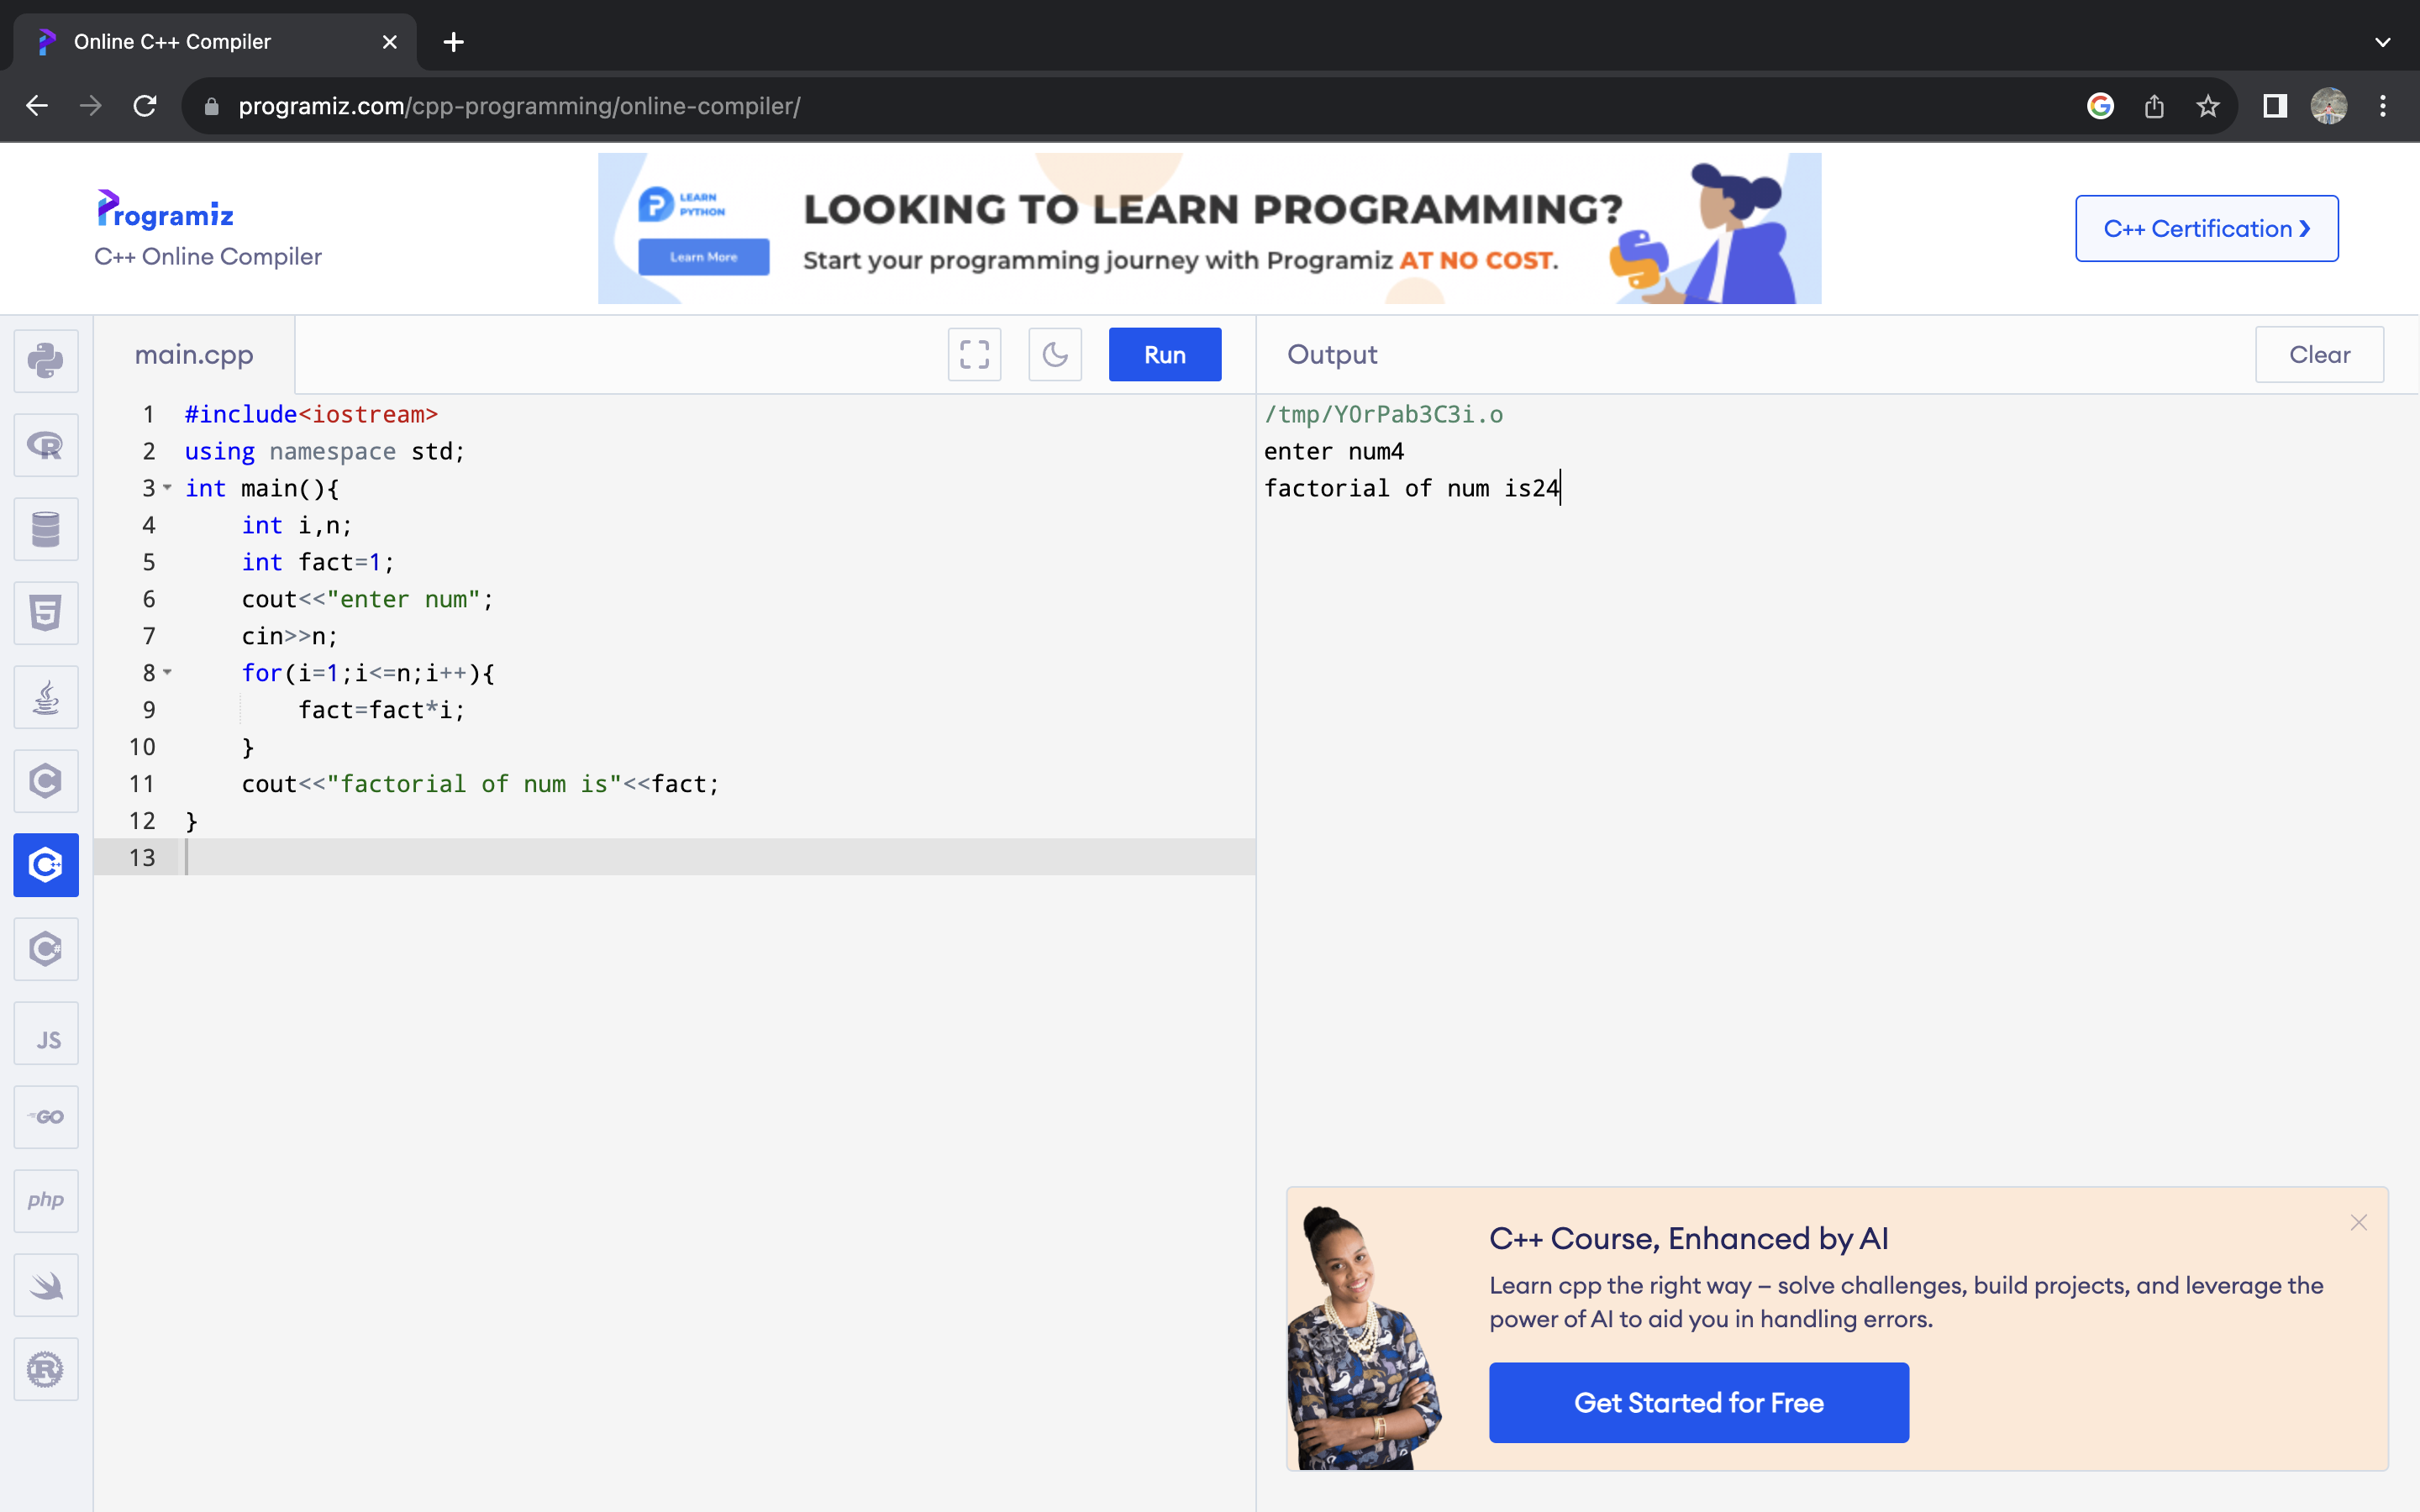 Online C++ Compiler
programiz.com/cpp-programming/online-compiler/
Programiz
C++ Online Compiler
LEARN
PYTHON
Learn More
LOOKING TO LEARN PROGRAMMING?
Start your programming journey with Programiz AT NO COST.
C++ Certification ❯
main.cpp
Run
Output
Clear
1 #include<iostream>
2 using namespace std;
3 int main(){
4     int i,n;
5     int fact=1;
6     cout<<"enter num";
7     cin>>n;
8     for(i=1;i<=n;i++){
9         fact=fact*i;
10     }
11     cout<<"factorial of num is"<<fact;
12 }
13
/tmp/Y0rPab3C3i.o
enter num4
factorial of num is24
JS
GO
php
C++ Course, Enhanced by AI
Learn cpp the right way – solve challenges, build projects, and leverage the
power of AI to aid you in handling errors.
Get Started for Free